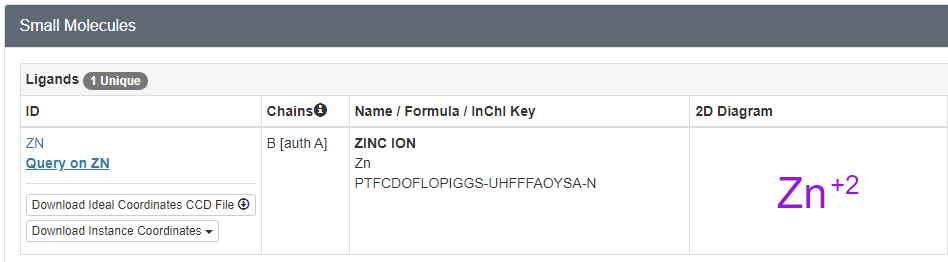 Small Molecules
Ligands 1 Unique
ID Chains Name / Formula / InChI Key 2D Diagram
ZN B [auth A] ZINC ION
Query on ZN Zn
PTFCDOFLOPIGGS-UHFFFAOYSA-N
Zn+2
Download Ideal Coordinates CCD File
Download Instance Coordinates